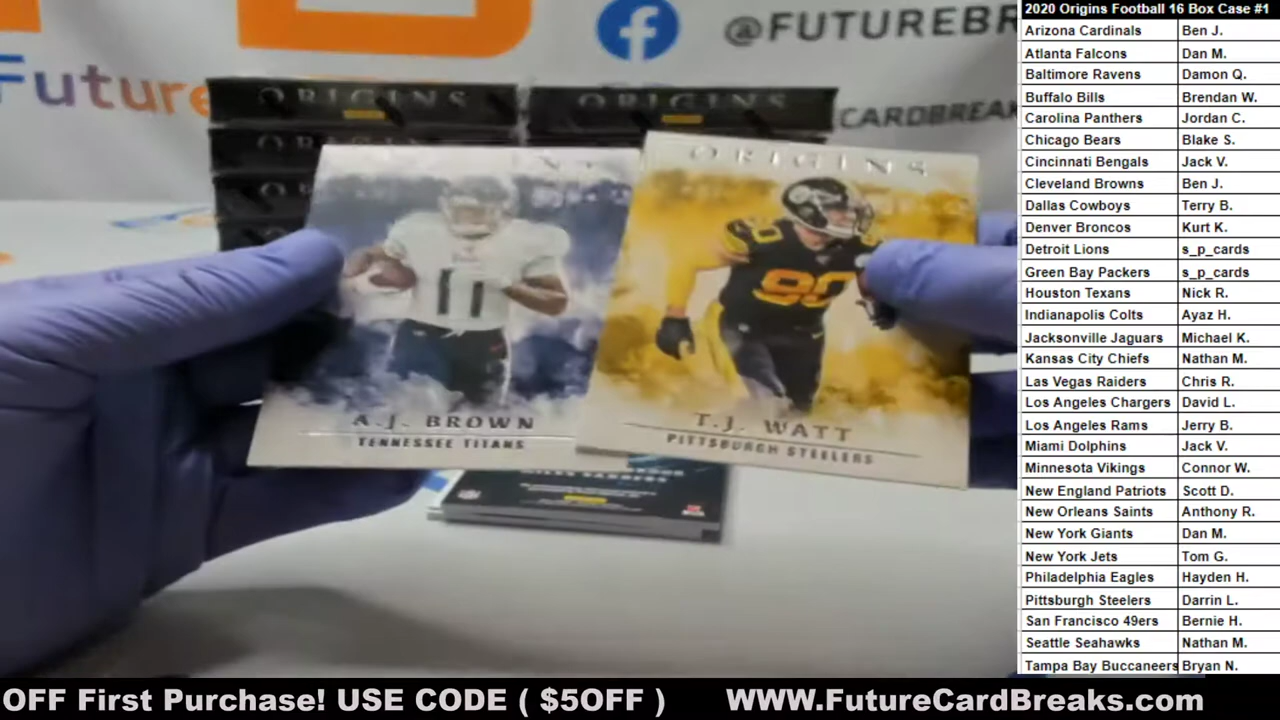 @FUTUREBR
Future
CARDBREAK
ORIGINS
ORIGINS
ORIGINS
11
90
A.J. BROWN
TENNESSEE TITANS
T.J. WATT
PITTSBURGH STEELERS
2020 Origins Football 16 Box Case #1
Arizona Cardinals Ben J.
Atlanta Falcons Dan M.
Baltimore Ravens Damon Q.
Buffalo Bills Brendan W.
Carolina Panthers Jordan C.
Chicago Bears Blake S.
Cincinnati Bengals Jack V.
Cleveland Browns Ben J.
Dallas Cowboys Terry B.
Denver Broncos Kurt K.
Detroit Lions s_p_cards
Green Bay Packers s_p_cards
Houston Texans Nick R.
Indianapolis Colts Ayaz H.
Jacksonville Jaguars Michael K.
Kansas City Chiefs Nathan M.
Las Vegas Raiders Chris R.
Los Angeles Chargers David L.
Los Angeles Rams Jerry B.
Miami Dolphins Jack V.
Minnesota Vikings Connor W.
New England Patriots Scott D.
New Orleans Saints Anthony R.
New York Giants Dan M.
New York Jets Tom G.
Philadelphia Eagles Hayden H.
Pittsburgh Steelers Darrin L.
San Francisco 49ers Bernie H.
Seattle Seahawks Nathan M.
Tampa Bay Buccaneers Bryan N.
OFF First Purchase! USE CODE ( $5OFF ) WWW.FutureCardBreaks.com